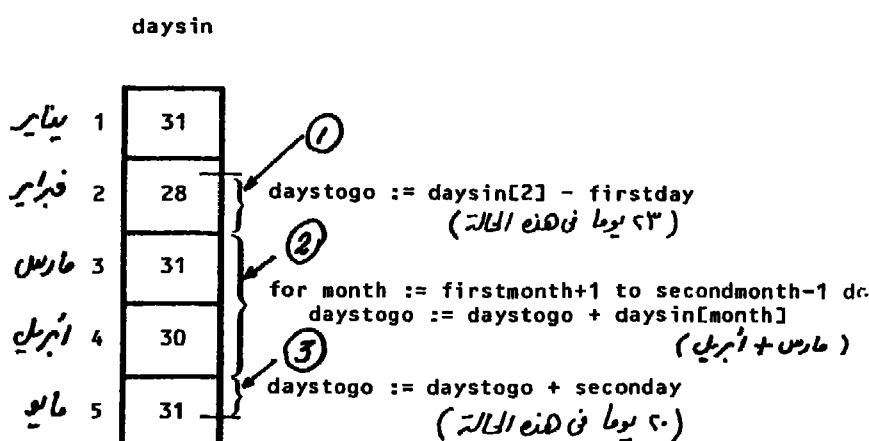 daysin
يناير 1 31
①
فبراير 2 28
daystogo := daysin[2] - firstday
(٢٣ يوما في هذه الحالة)
②
مارس 3 31
for month := firstmonth+1 to secondmonth-1 do
daystogo := daystogo + daysin[month]
أبريل 4 30
(مارس + أبريل)
③
daystogo := daystogo + seconday
مايو 5 31
(٢٠ يوما في هذه الحالة)